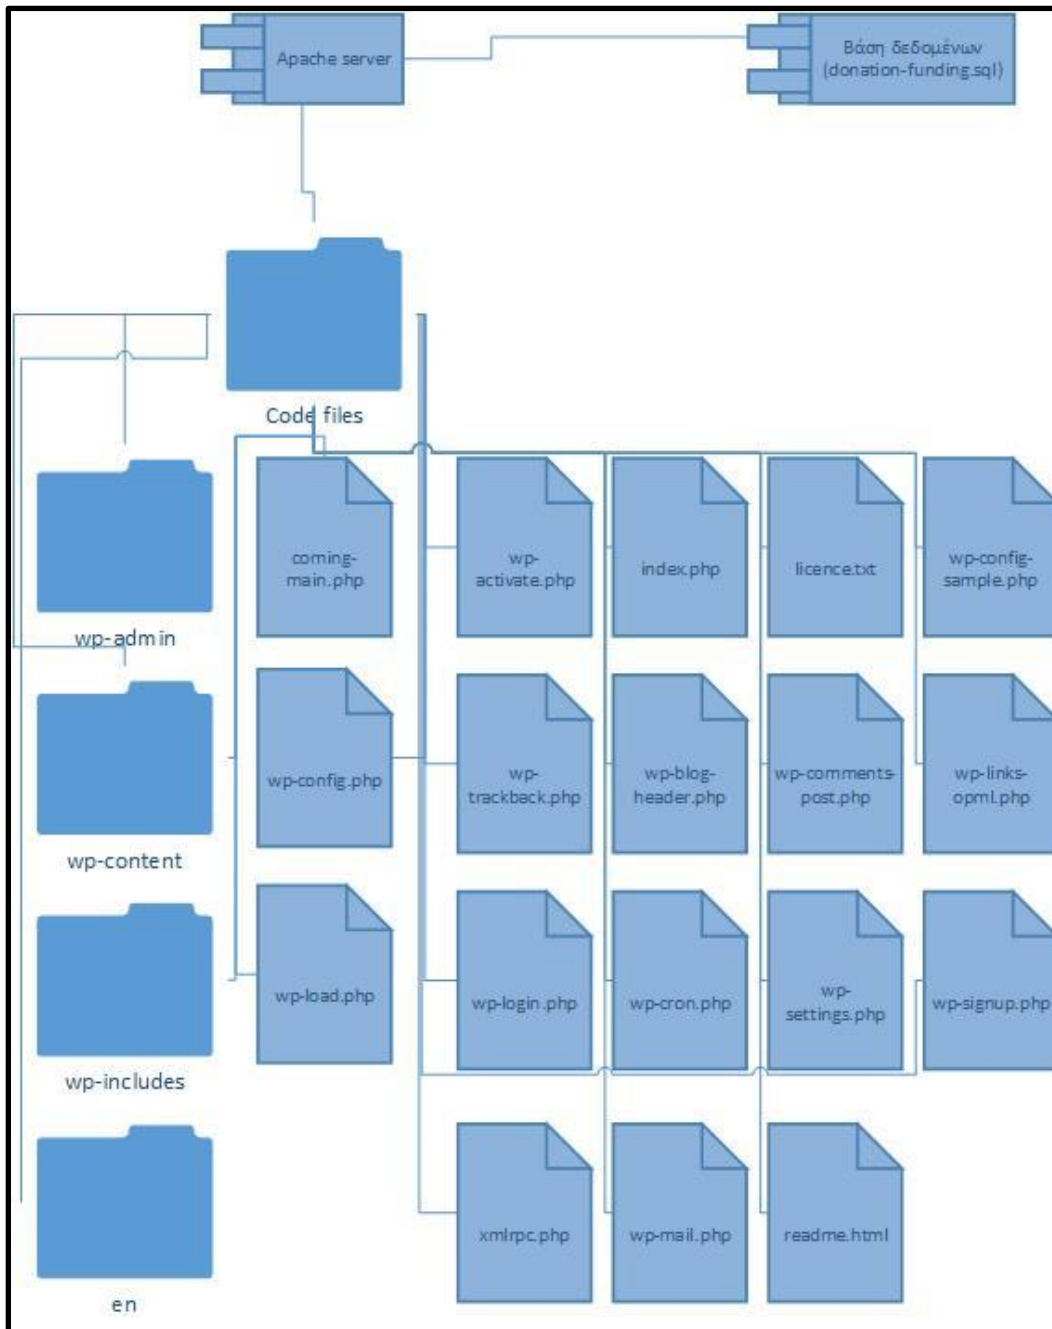 Apache server
Βάση δεδομένων
(donation-funding.sql)
Code files
coming-
main.php
wp-
activate.php
index.php
licence.txt
wp-config-
sample.php
wp-admin
wp-config.php
wp-
trackback.php
wp-blog-
header.php
wp-comments-
post.php
wp-links-
opml.php
wp-content
wp-load.php
wp-login.php
wp-cron.php
wp-
settings.php
wp-signup.php
wp-includes
xmlrpc.php
wp-mail.php
readme.html
en